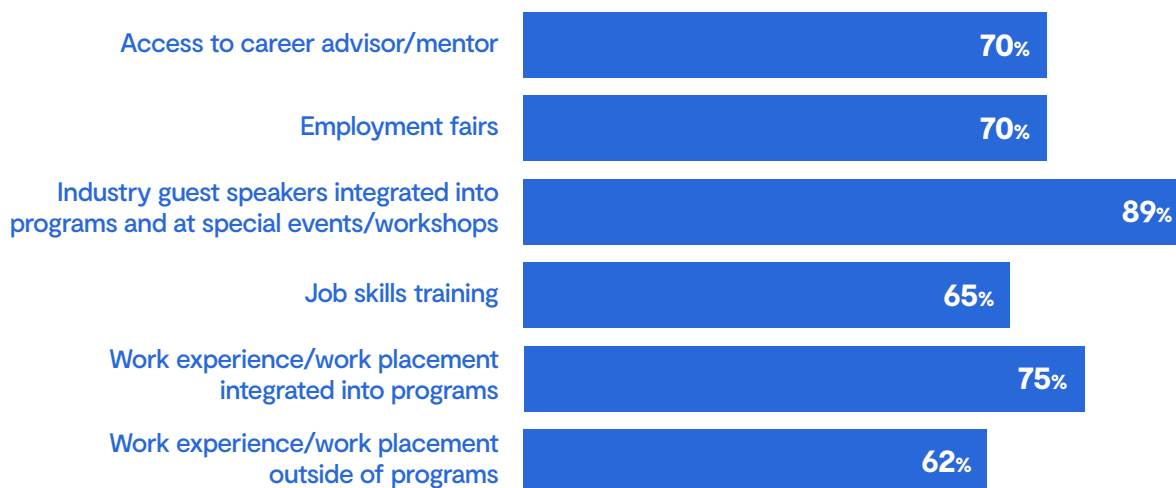 Access to career advisor/mentor
70%
Employment fairs
70%
Industry guest speakers integrated into
programs and at special events/workshops
89%
Job skills training
65%
Work experience/work placement
integrated into programs
75%
Work experience/work placement
outside of programs
62%